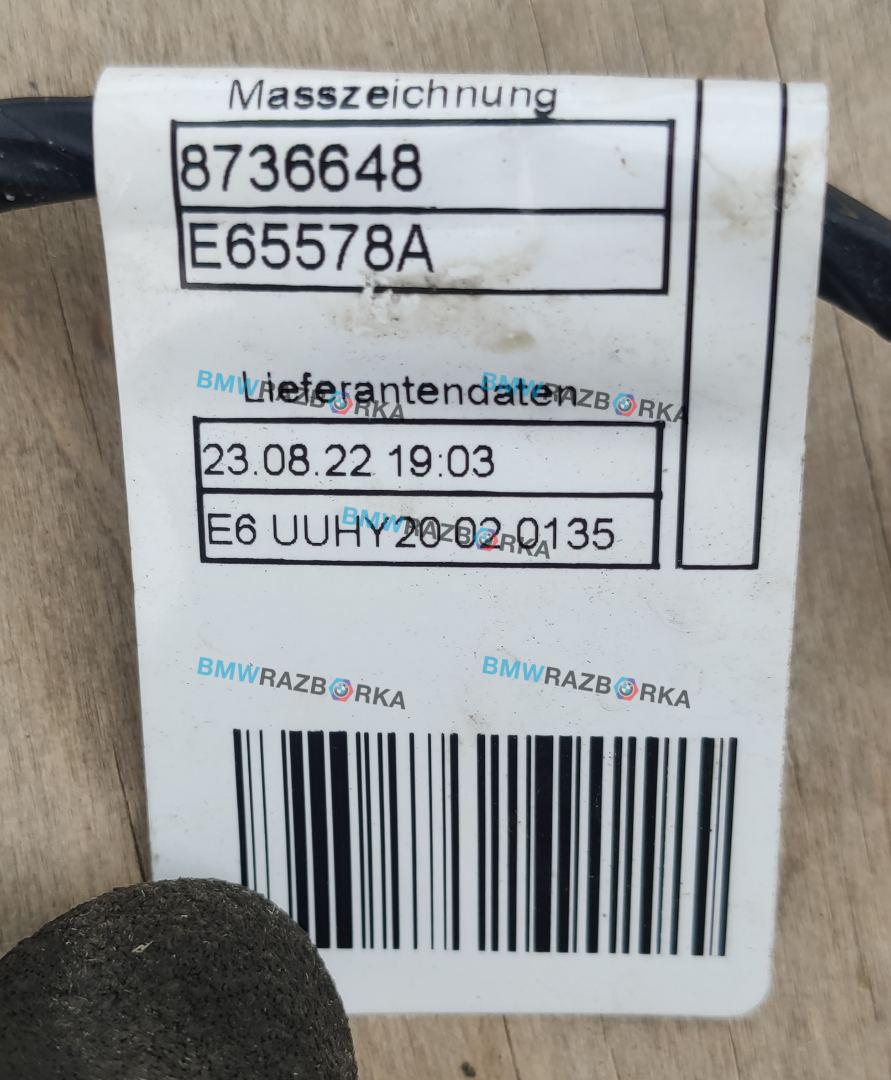 Masszeichnung
8736648
E65578A
Lieferantendaten
BMWRAZBORKA
BMWRAZBORKA
23.08.22 19:03
E6 UUHY20 02 0135
BMWRAZBORKA
BMWRAZBORKA
BMWRAZBORKA